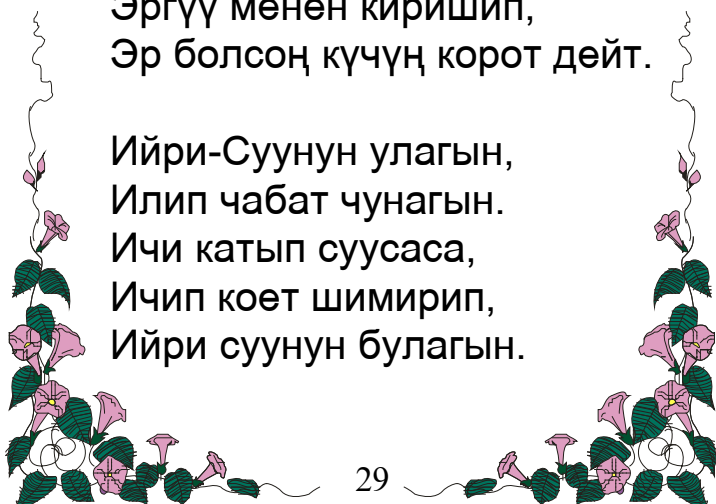 Эргүү менен киришип,
Эр болсоң күчүң корот дейт.

Ийри-Суунун улагын,
Илип чабат чунагын.
Ичи катып суусаса,
Ичип коет шимирип,
Ийри суунун булагын.

29